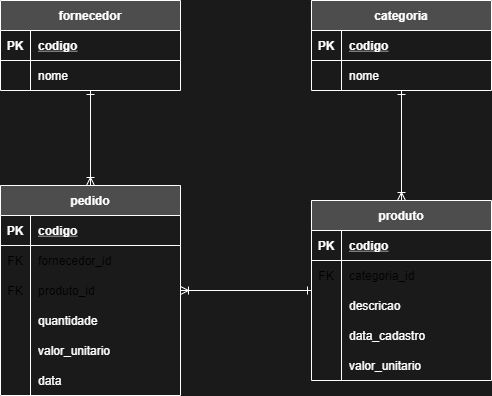 fornecedor
PK codigo
nome
categoria
PK codigo
nome
pedido
PK codigo
FK fornecedor_id
FK produto_id
quantidade
valor_unitario
data
produto
PK codigo
FK categoria_id
descricao
data_cadastro
valor_unitario